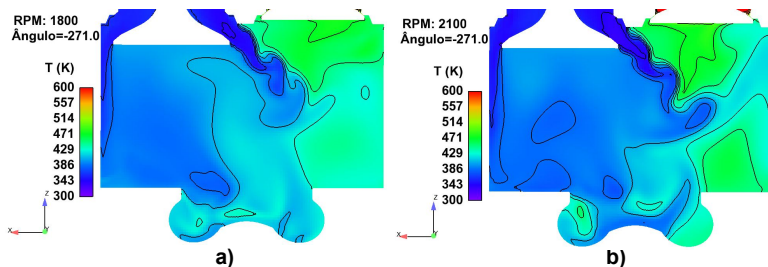 RPM: 1800
Ângulo=-271.0
T (K)
600
557
514
471
429
386
343
300
Z
X
Y
a)
RPM: 2100
Ângulo=-271.0
T (K)
600
557
514
471
429
386
343
300
Z
X
Y
b)